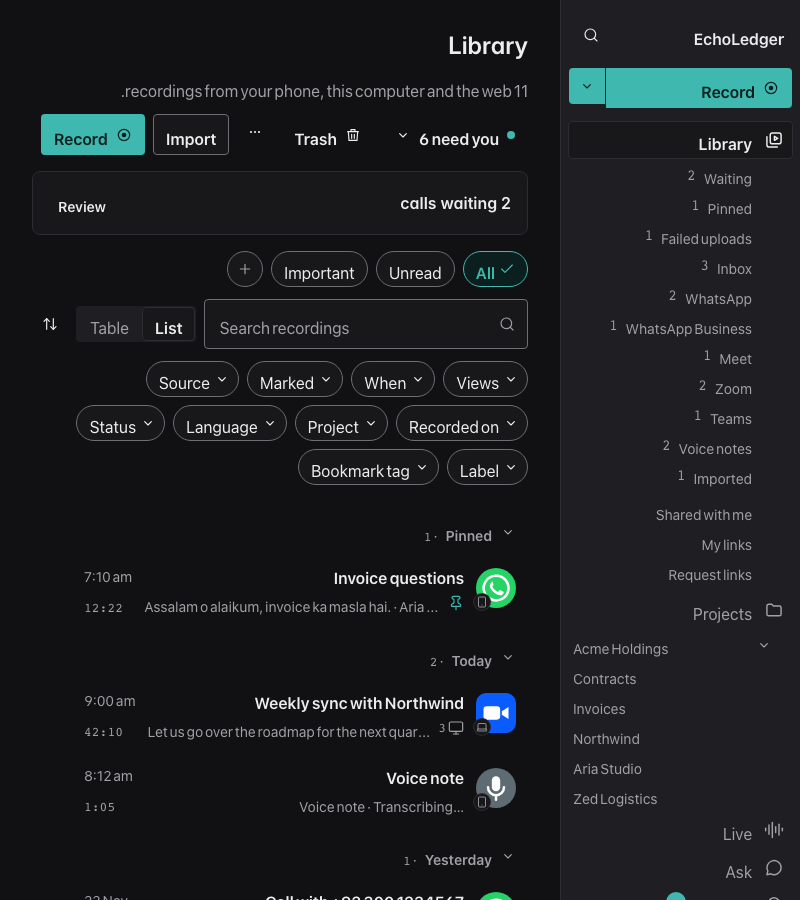 EchoLedger
Record
Library
Waiting 2
Pinned 1
Failed uploads 1
Inbox 3
WhatsApp 2
WhatsApp Business 1
Meet 1
Zoom 2
Teams 1
Voice notes 2
Imported 1
Shared with me
My links
Request links
Projects
Acme Holdings
Contracts
Invoices
Northwind
Aria Studio
Zed Logistics
Live
Ask
Library
.recordings from your phone, this computer and the web 11
6 need you
Trash
...
Import
Record
calls waiting 2
Review
All
Unread
Important
+
Search recordings
List
Table
Views
When
Marked
Source
Recorded on
Project
Language
Status
Label
Bookmark tag
Pinned · 1
Invoice questions
7:10 am
Assalam o alaikum, invoice ka masla hai. · Aria ...
12:22
Today · 2
Weekly sync with Northwind
9:00 am
3
Let us go over the roadmap for the next quar...
42:10
Voice note
8:12 am
Voice note · Transcribing...
1:05
Yesterday · 1